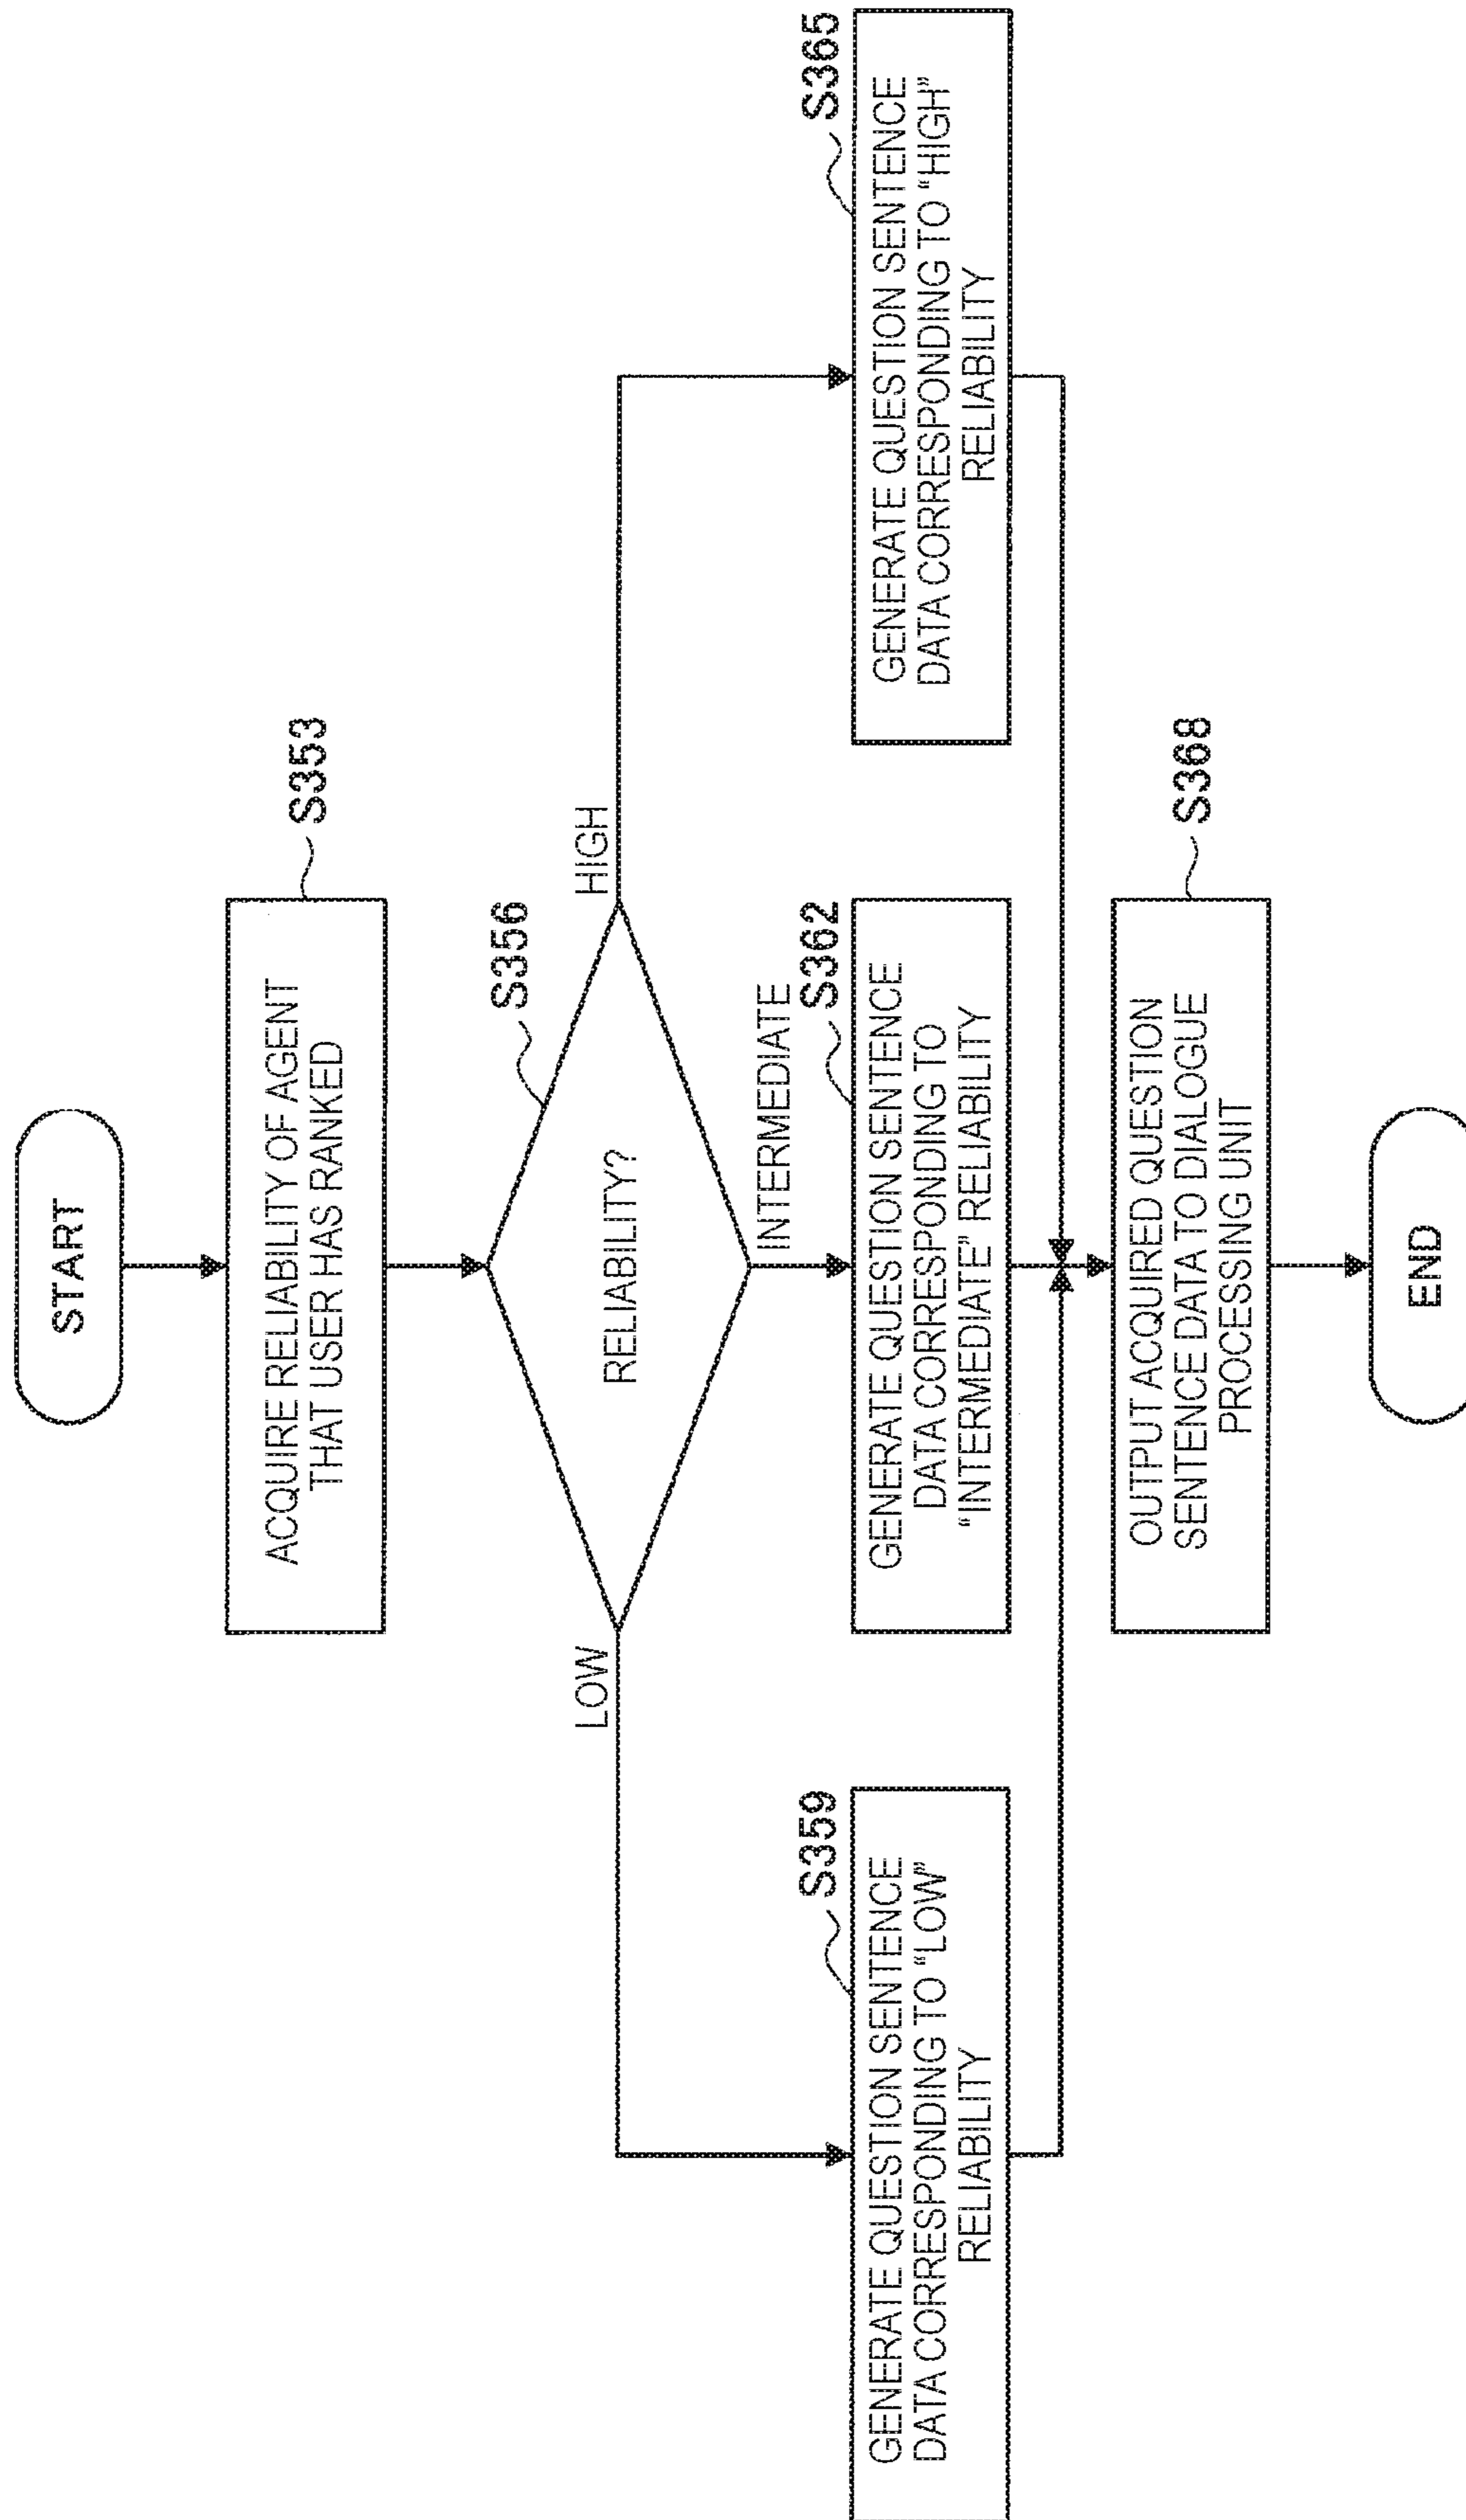 START
S353
ACQUIRE RELIABILITY OF AGENT
THAT USER HAS RANKED
S356
RELIABILITY?
LOW
HIGH
INTERMEDIATE
S359
GENERATE QUESTION SENTENCE
DATA CORRESPONDING TO "LOW"
RELIABILITY
S362
GENERATE QUESTION SENTENCE
DATA CORRESPONDING TO
"INTERMEDIATE" RELIABILITY
S365
GENERATE QUESTION SENTENCE
DATA CORRESPONDING TO "HIGH"
RELIABILITY
S368
OUTPUT ACQUIRED QUESTION
SENTENCE DATA TO DIALOGUE
PROCESSING UNIT
END